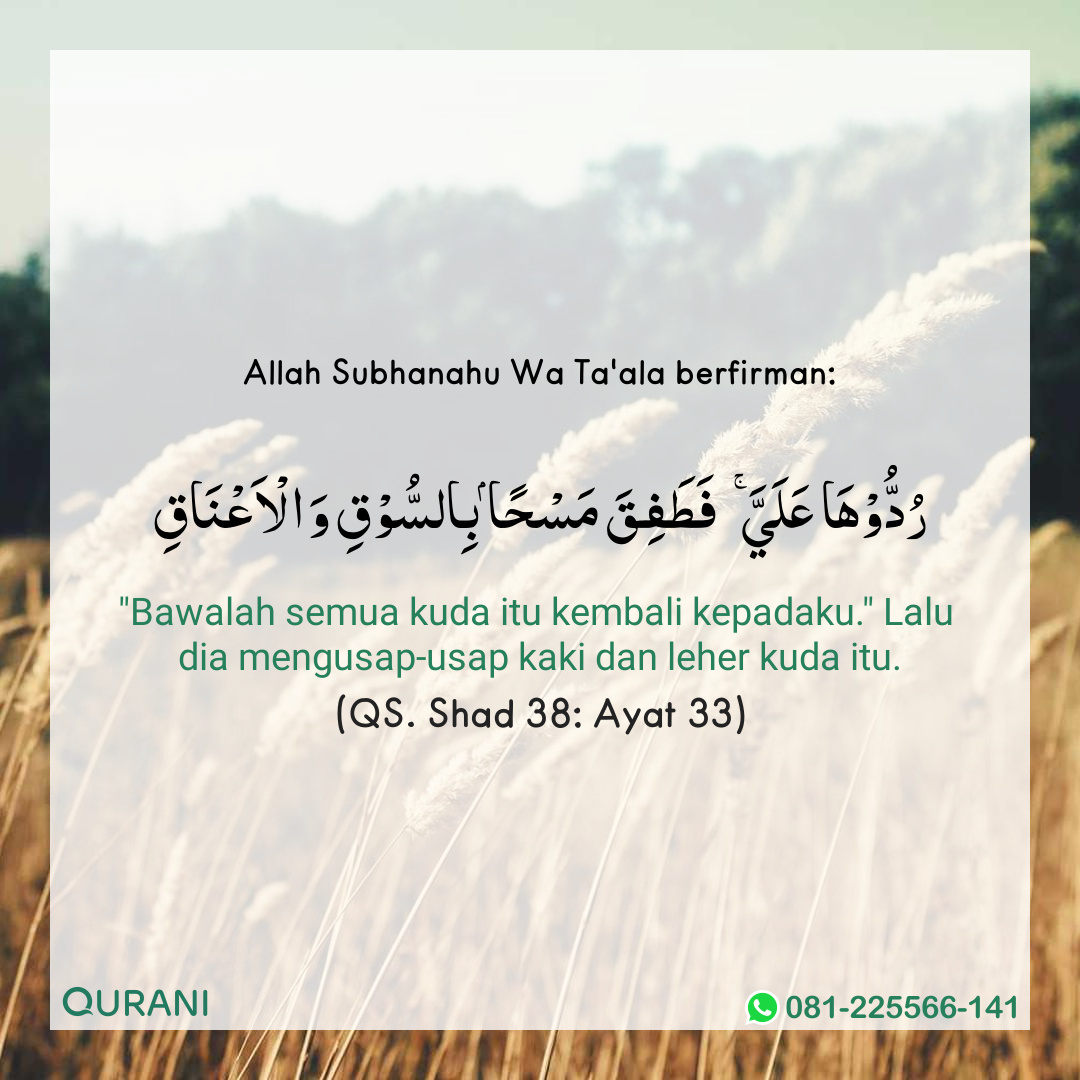 Allah Subhanahu Wa Ta'ala berfirman:
رُدُّوْهَا عَلَيَّ ۚ فَطَفِقَ مَسْحًا ۢبِالسُّوْقِ وَالْاَعْنَاقِ
"Bawalah semua kuda itu kembali kepadaku." Lalu
dia mengusap-usap kaki dan leher kuda itu.
(QS. Shad 38: Ayat 33)
QURANI
081-225566-141